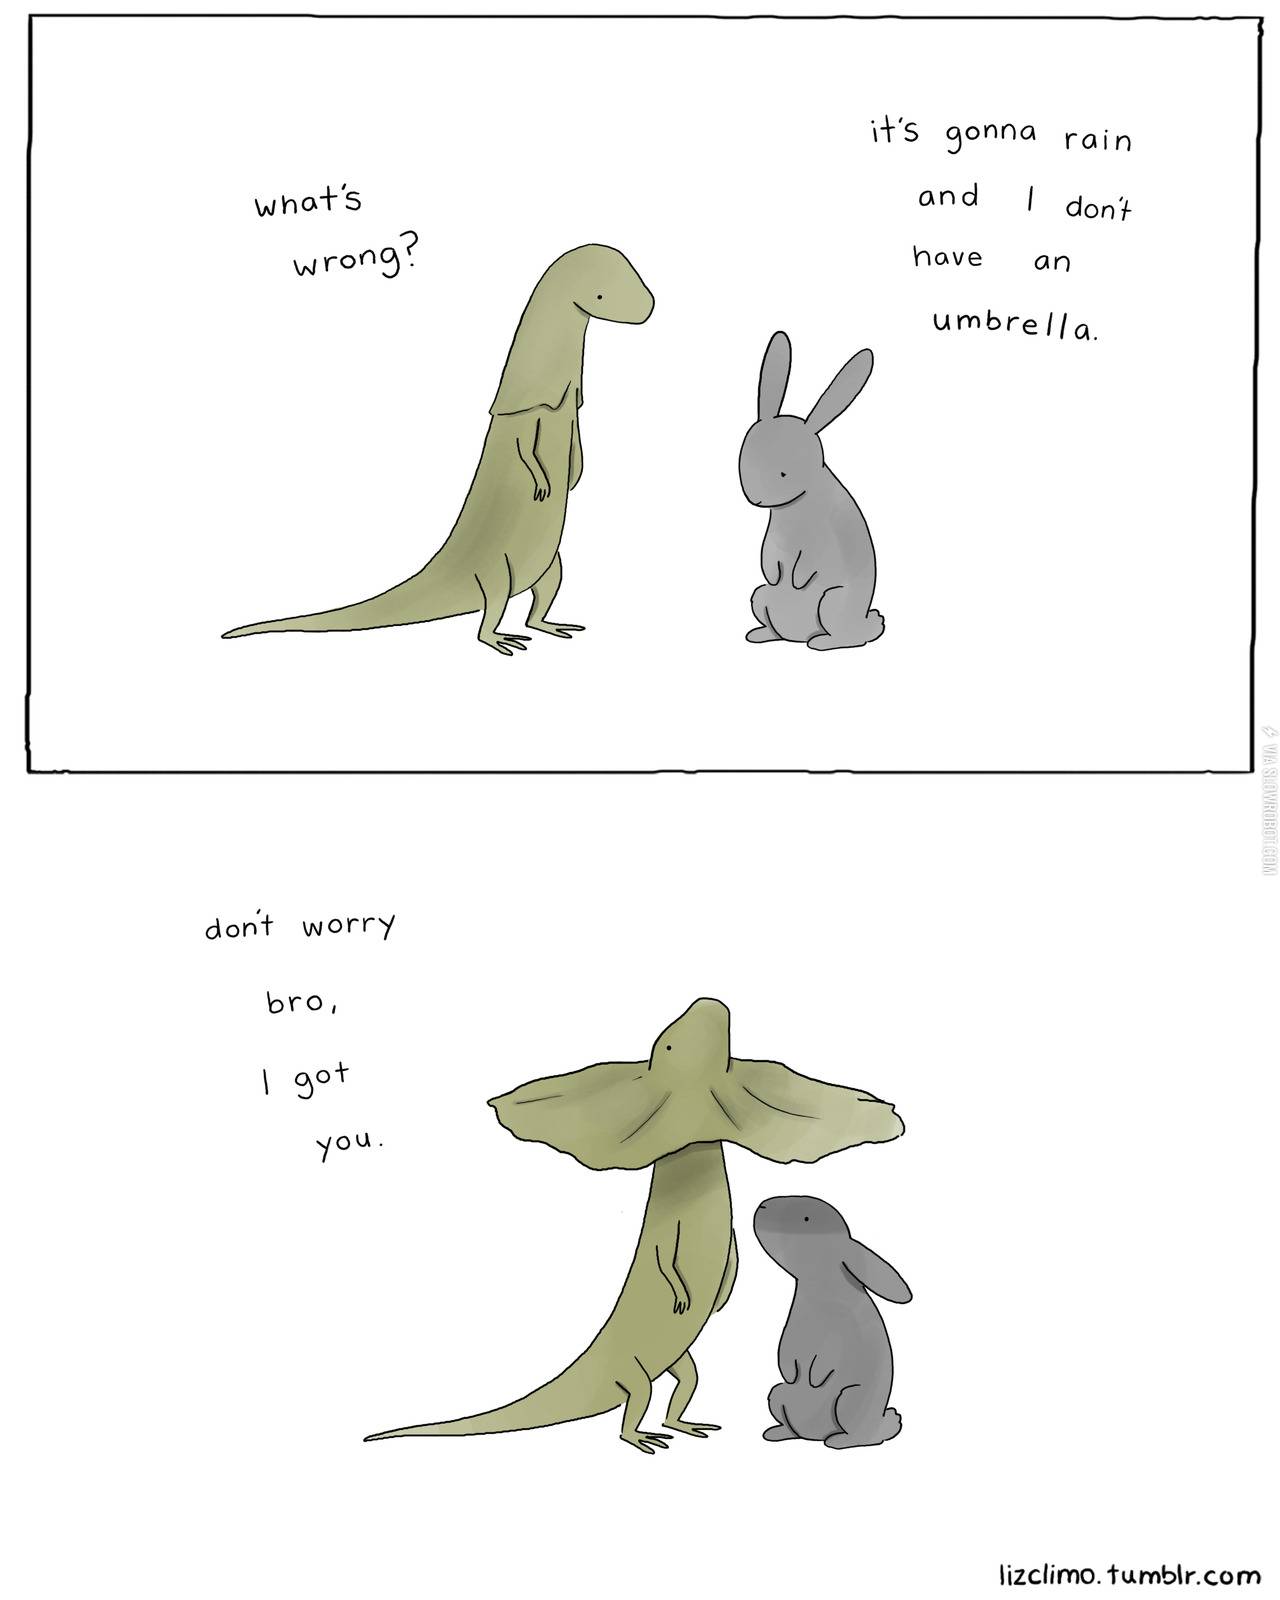 what's
wrong?
it's gonna rain
and I don't
have an
umbrella.
don't worry
bro,
I got
you.
VIA SLOWROBOT.COM
lizclimo.tumblr.com